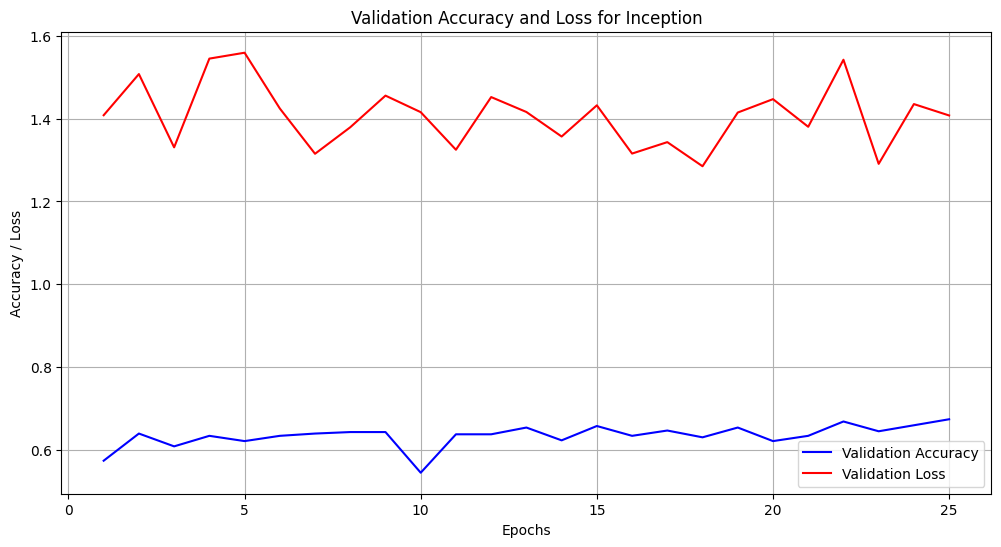 Validation Accuracy and Loss for Inception
1.6
1.4
1.2
1.0
0.8
0.6
Accuracy / Loss
0
5
10
15
20
25
Epochs
Validation Accuracy
Validation Loss